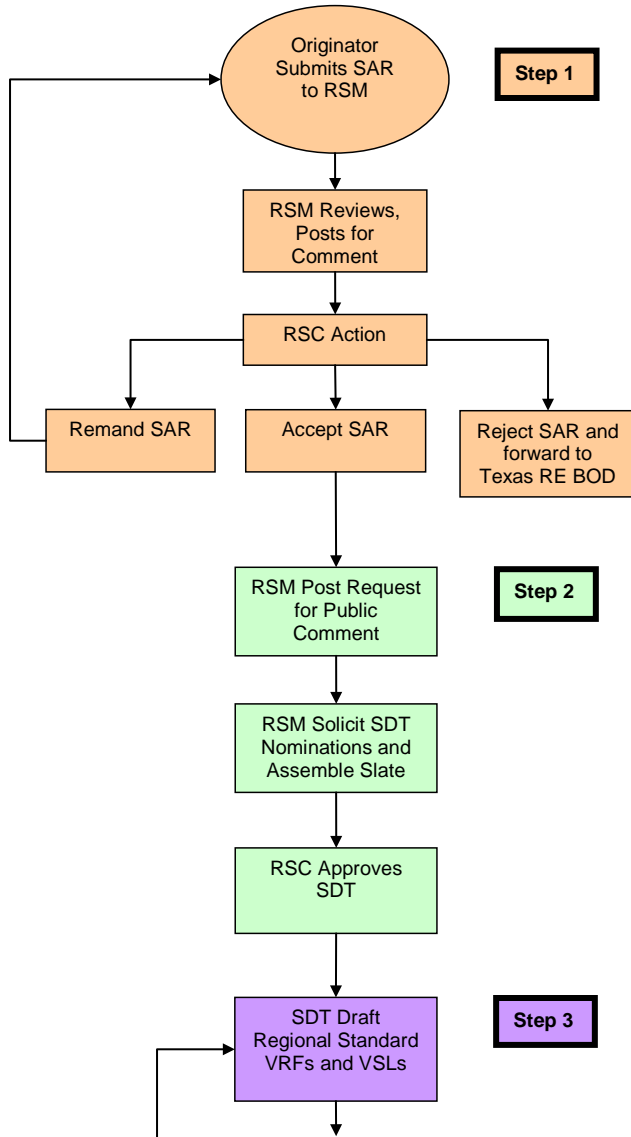 Originator
Submits SAR
to RSM
Step 1
RSM Reviews,
Posts for
Comment
RSC Action
Remand SAR
Accept SAR
Reject SAR and
forward to
Texas RE BOD
RSM Post Request
for Public
Comment
Step 2
RSM Solicit SDT
Nominations and
Assemble Slate
RSC Approves
SDT
SDT Draft
Regional Standard
VRFs and VSLs
Step 3